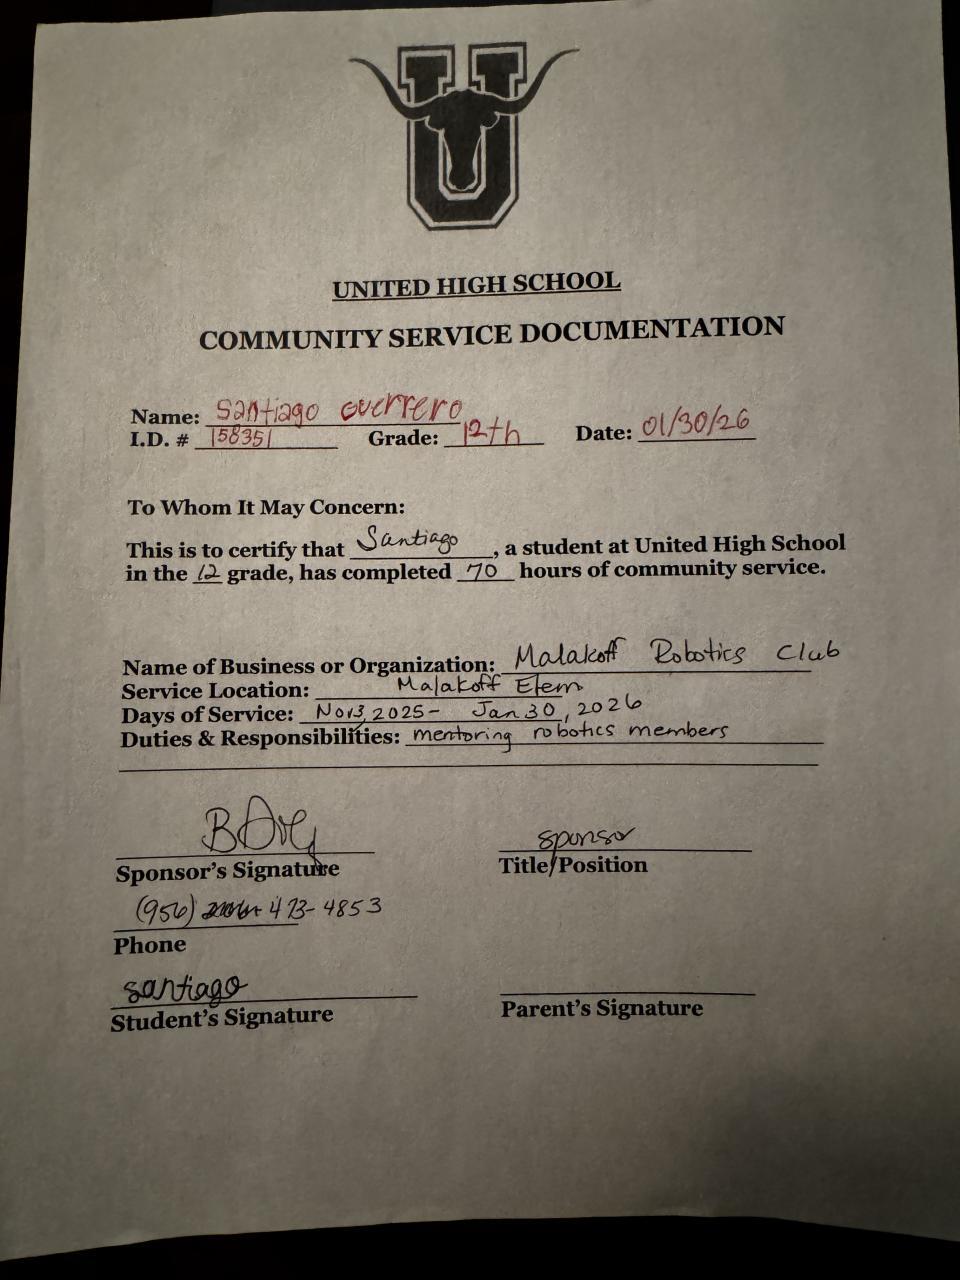 U
UNITED HIGH SCHOOL
COMMUNITY SERVICE DOCUMENTATION
Name: Santiago Guerrero
I.D. # 158351 Grade: 12th Date: 01/30/26
To Whom It May Concern:
This is to certify that Santiago, a student at United High School
in the 12 grade, has completed 70 hours of community service.
Name of Business or Organization: Malakoff Robotics Club
Service Location: Malakoff Elem
Days of Service: Nov 3, 2025 - Jan 30, 2026
Duties & Responsibilities: mentoring robotics members
sponsor
Sponsor's Signature Title/Position
(956) 473-4853
Phone
santiago
Student's Signature Parent's Signature